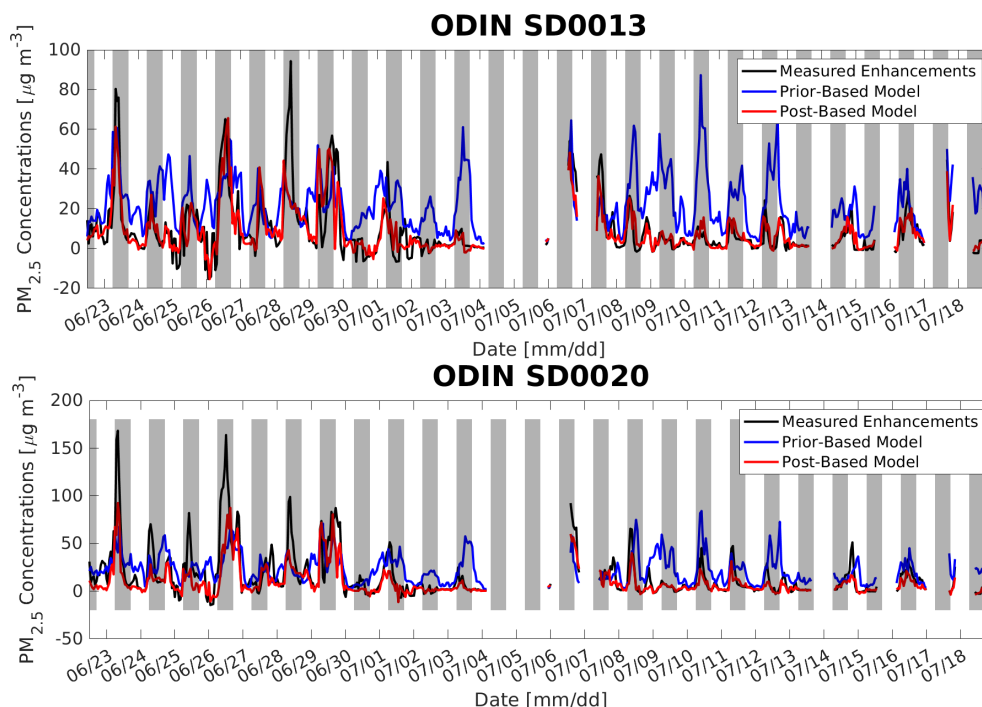 ODIN SD0013
PM2.5 Concentrations [μg m-3]
100
80
60
40
20
0
-20
Measured Enhancements
Prior-Based Model
Post-Based Model
06/23 06/24 06/25 06/26 06/27 06/28 06/29 06/30 07/01 07/02 07/03 07/04 07/05 07/06 07/07 07/08 07/09 07/10 07/11 07/12 07/13 07/14 07/15 07/16 07/17 07/18
Date [mm/dd]
ODIN SD0020
PM2.5 Concentrations [μg m-3]
200
150
100
50
0
-50
Measured Enhancements
Prior-Based Model
Post-Based Model
06/23 06/24 06/25 06/26 06/27 06/28 06/29 06/30 07/01 07/02 07/03 07/04 07/05 07/06 07/07 07/08 07/09 07/10 07/11 07/12 07/13 07/14 07/15 07/16 07/17 07/18
Date [mm/dd]